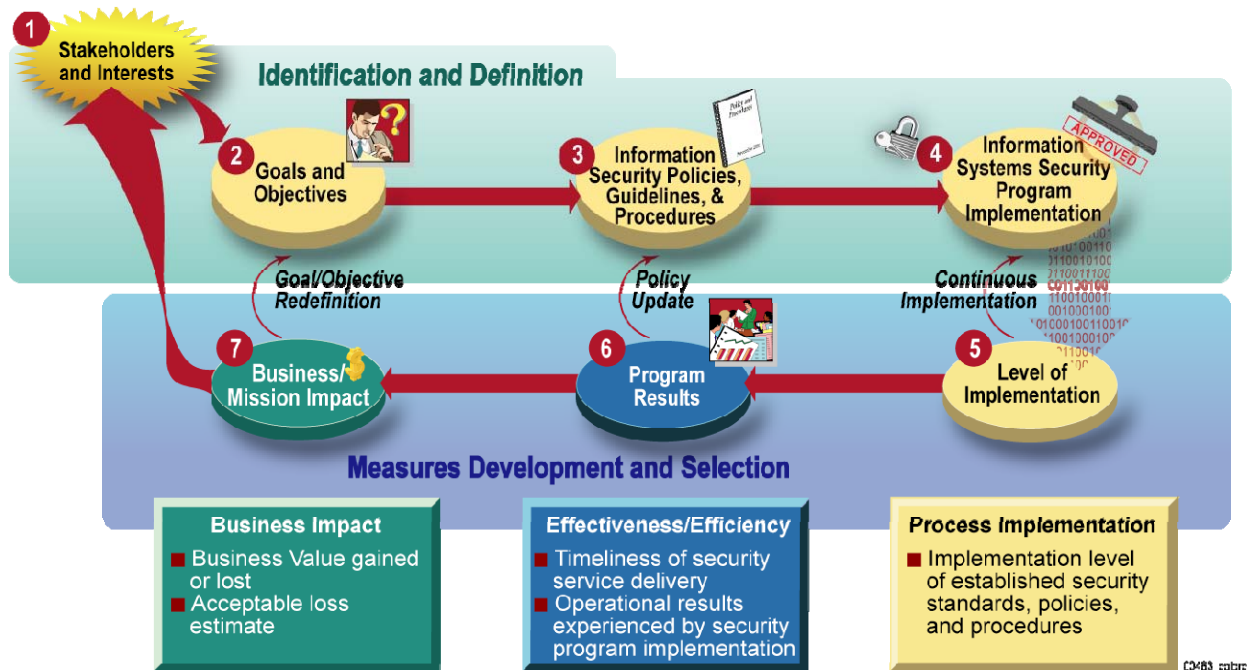 1
Stakeholders
and Interests
Identification and Definition
2
Goals and
Objectives
3
Information
Security Policies,
Guidelines, &
Procedures
Policy and
Procedures
4
Information
Systems Security
Program
Implementation
APPROVED
Goal/Objective
Redefinition
Policy
Update
Continuous
Implementation
7
Business/
Mission Impact
$
6
Program
Results
5
Level of
Implementation
Measures Development and Selection
Business Impact
■ Business Value gained
or lost
■ Acceptable loss
estimate
Effectiveness/Efficiency
■ Timeliness of security
service delivery
■ Operational results
experienced by security
program implementation
Process Implementation
■ Implementation level
of established security
standards, policies,
and procedures